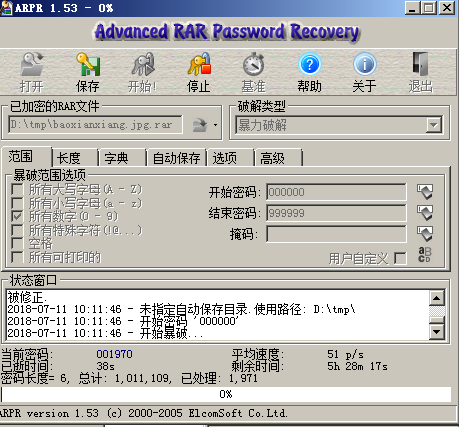 ARPR 1.53 - 0%
Advanced RAR Password Recovery
打开 保存 开始! 停止 基准 帮助 关于 退出
已加密的RAR文件 破解类型
D:\tmp\baoxianxiang.jpg.rar 暴力破解
范围 长度 字典 自动保存 选项 高级
暴破范围选项
所有大写字母(A - Z) 开始密码: 000000
所有小写字母(a - z)
所有数字(0 - 9) 结束密码: 999999
所有特殊字符(!@...) 掩码:
空格
所有可打印的 用户自定义
状态窗口
被修正.
2018-07-11 10:11:46 - 未指定自动保存目录.使用路径: D:\tmp\
2018-07-11 10:11:46 - 开始密码 '000000'
2018-07-11 10:11:46 - 开始暴破...
当前密码: 001970 平均速度: 51 p/s
已逝时间: 38s 剩余时间: 5h 28m 17s
密码长度= 6, 总计: 1,011,109, 已处理: 1,971
0%
ARPR version 1.53 (c) 2000-2005 ElcomSoft Co.Ltd.